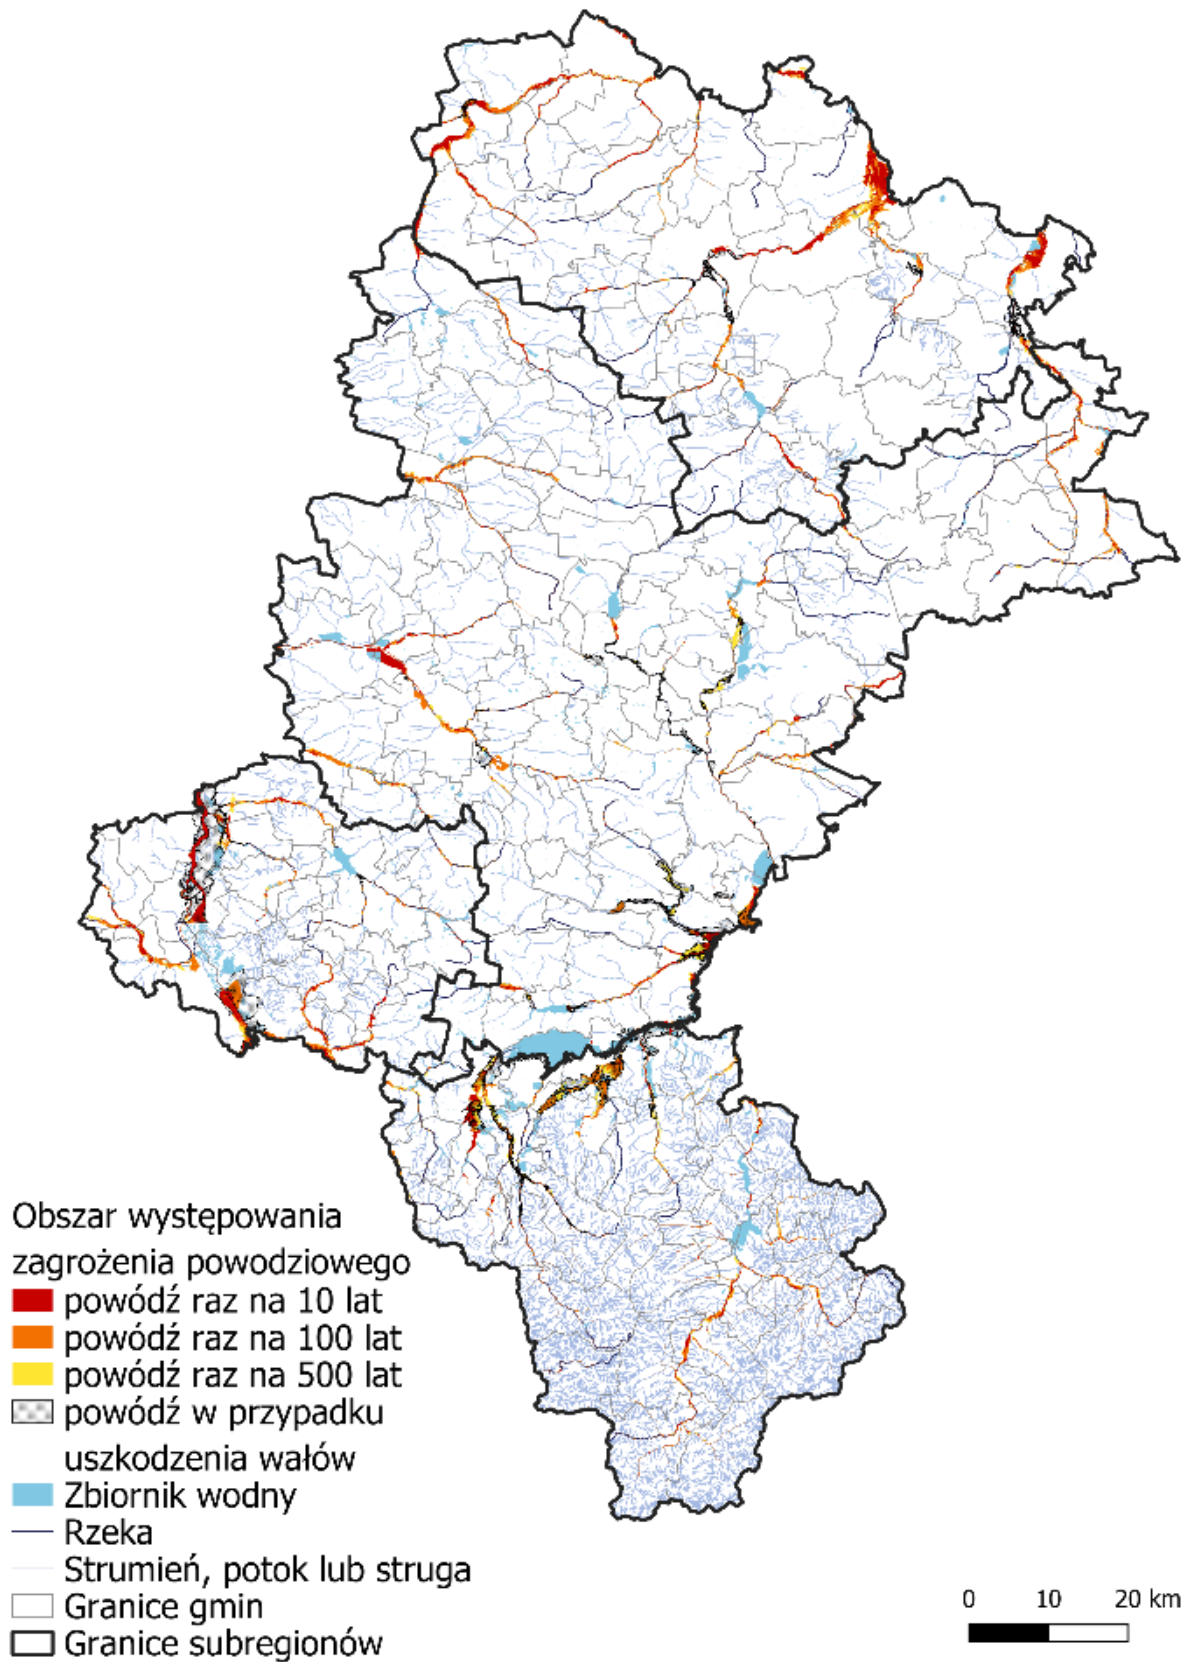 Obszar występowania
zagrożenia powodziowego
powódź raz na 10 lat
powódź raz na 100 lat
powódź raz na 500 lat
powódź w przypadku
uszkodzenia wałów
Zbiornik wodny
Rzeka
Strumień, potok lub struga
Granice gmin
Granice subregionów
0 10 20 km